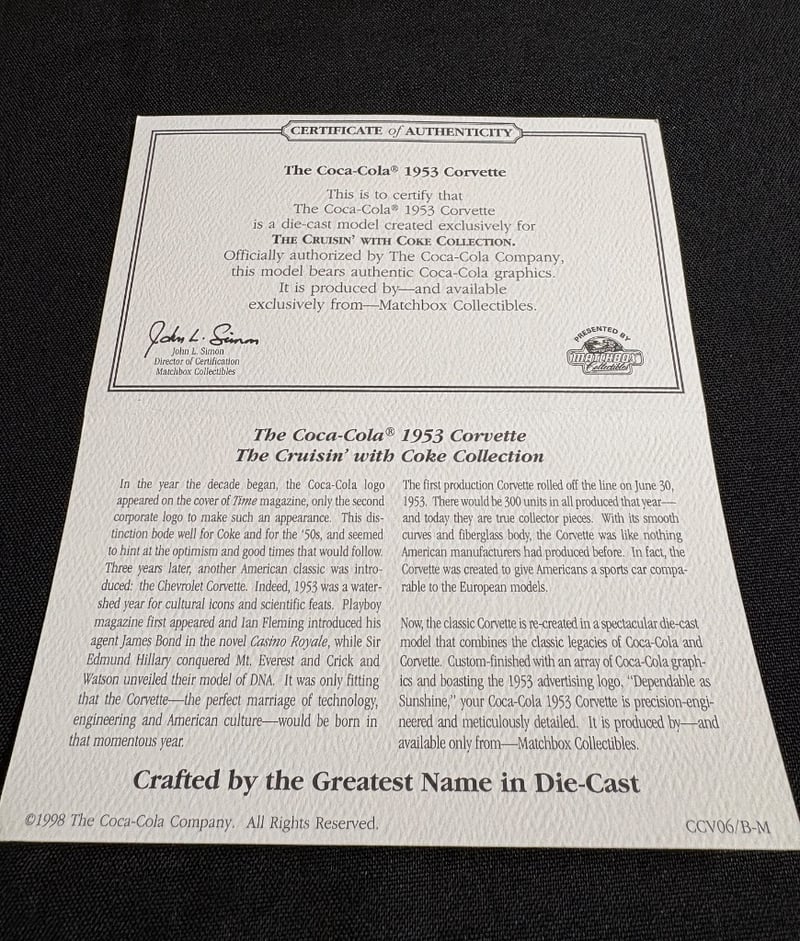 CERTIFICATE of AUTHENTICITY
The Coca-Cola® 1953 Corvette
This is to certify that
The Coca-Cola® 1953 Corvette
is a die-cast model created exclusively for
THE CRUISIN' WITH COKE COLLECTION.
Officially authorized by The Coca-Cola Company,
this model bears authentic Coca-Cola graphics.
It is produced by—and available
exclusively from—Matchbox Collectibles.
John L. Simon
John L. Simon
Director of Certification
Matchbox Collectibles
PRESENTED BY
MATCHBOX
Collectibles
The Coca-Cola® 1953 Corvette
The Cruisin' with Coke Collection
In the year the decade began, the Coca-Cola logo
appeared on the cover of Time magazine, only the second
corporate logo to make such an appearance. This dis-
tinction bode well for Coke and for the '50s, and seemed
to hint at the optimism and good times that would follow.
Three years later, another American classic was intro-
duced: the Chevrolet Corvette. Indeed, 1953 was a water-
shed year for cultural icons and scientific feats. Playboy
magazine first appeared and Ian Fleming introduced his
agent James Bond in the novel Casino Royale, while Sir
Edmund Hillary conquered Mt. Everest and Crick and
Watson unveiled their model of DNA. It was only fitting
that the Corvette—the perfect marriage of technology,
engineering and American culture—would be born in
that momentous year.
The first production Corvette rolled off the line on June 30,
1953. There would be 300 units in all produced that year—
and today they are true collector pieces. With its smooth
curves and fiberglass body, the Corvette was like nothing
American manufacturers had produced before. In fact, the
Corvette was created to give Americans a sports car compa-
rable to the European models.
Now, the classic Corvette is re-created in a spectacular die-cast
model that combines the classic legacies of Coca-Cola and
Corvette. Custom-finished with an array of Coca-Cola graph-
ics and boasting the 1953 advertising logo, "Dependable as
Sunshine," your Coca-Cola 1953 Corvette is precision-engi-
neered and meticulously detailed. It is produced by—and
available only from—Matchbox Collectibles.
Crafted by the Greatest Name in Die-Cast
©1998 The Coca-Cola Company. All Rights Reserved.
CCV06/B-M